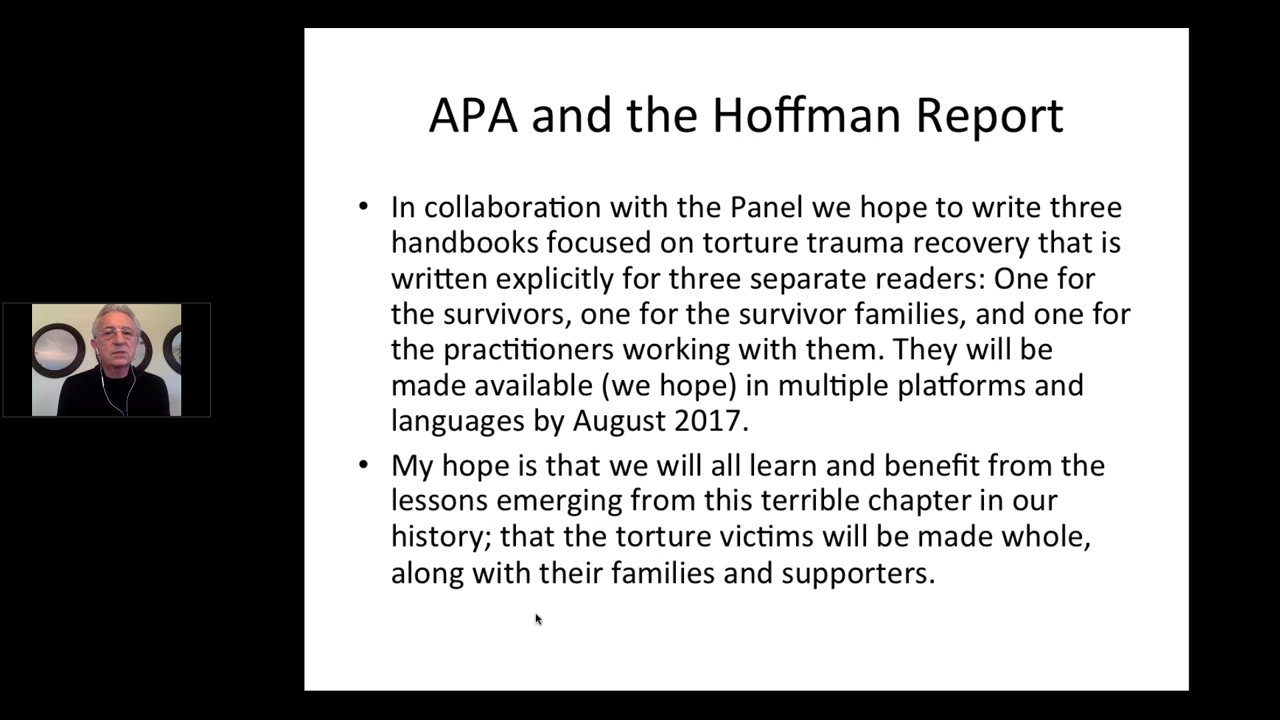 APA and the Hoffman Report
• In collaboration with the Panel we hope to write three
handbooks focused on torture trauma recovery that is
written explicitly for three separate readers: One for
the survivors, one for the survivor families, and one for
the practitioners working with them. They will be
made available (we hope) in multiple platforms and
languages by August 2017.
• My hope is that we will all learn and benefit from the
lessons emerging from this terrible chapter in our
history; that the torture victims will be made whole,
along with their families and supporters.